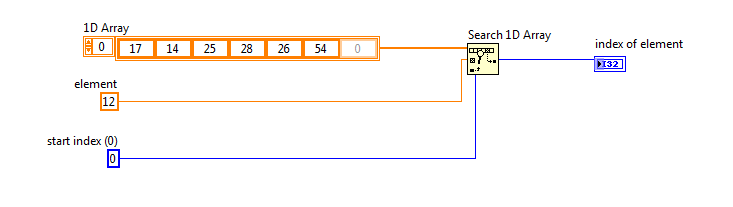 1D Array
0 17 14 25 28 26 54 0
Search 1D Array
index of element
I32
element
12
start index (0)
0